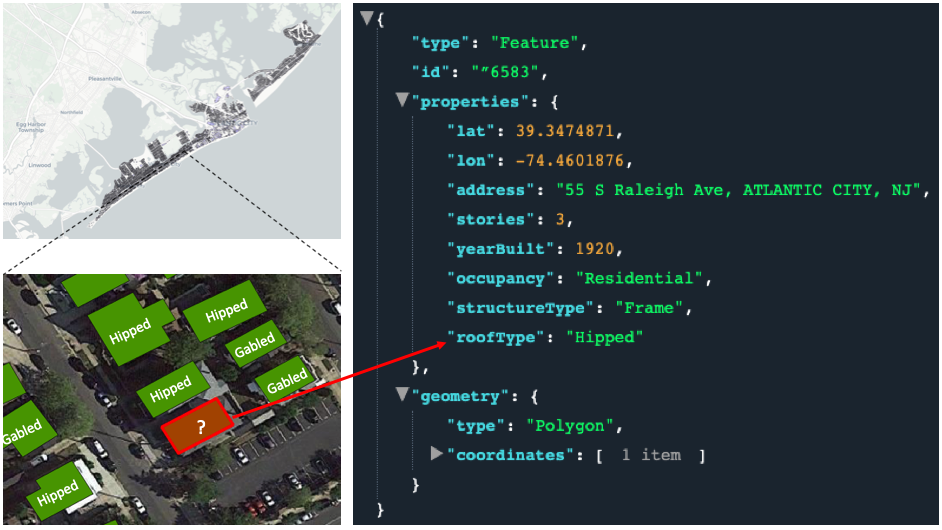 Absecon
Pleasantville
Northfield
Egg Harbor
Township
Linwood
omers Point
Hipped
Hipped
Gabled
Hipped
Gabled
?
Gabled
Hipped
{
"type": "Feature",
"id": "″6583",
"properties": {
"lat": 39.3474871,
"lon": -74.4601876,
"address": "55 S Raleigh Ave, ATLANTIC CITY, NJ",
"stories": 3,
"yearBuilt": 1920,
"occupancy": "Residential",
"structureType": "Frame",
"roofType": "Hipped"
},
"geometry": {
"type": "Polygon",
"coordinates": [ 1 item ]
}
}